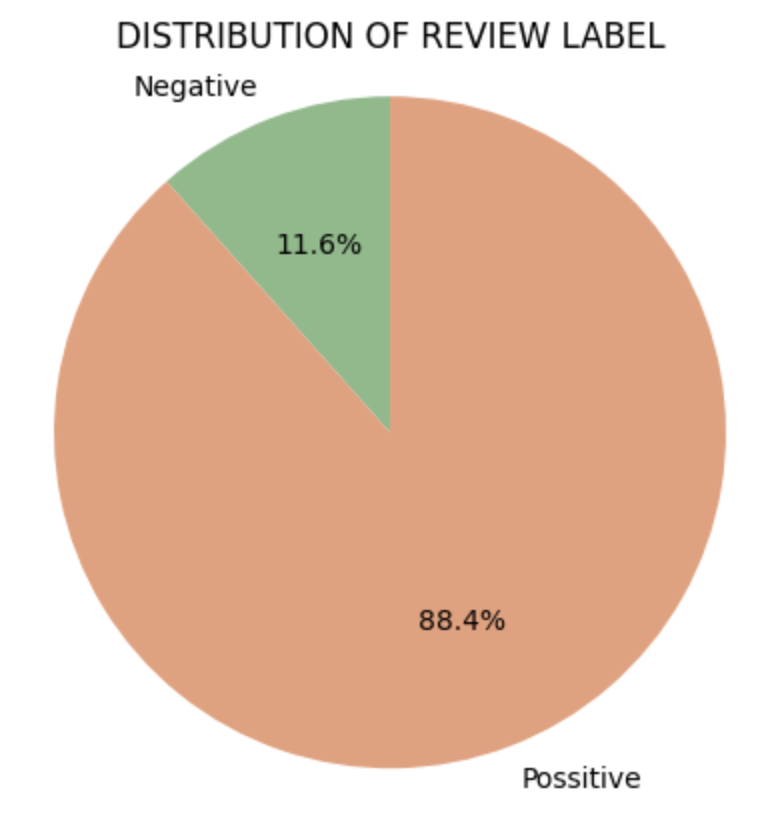 DISTRIBUTION OF REVIEW LABEL
Negative
11.6%
88.4%
Possitive